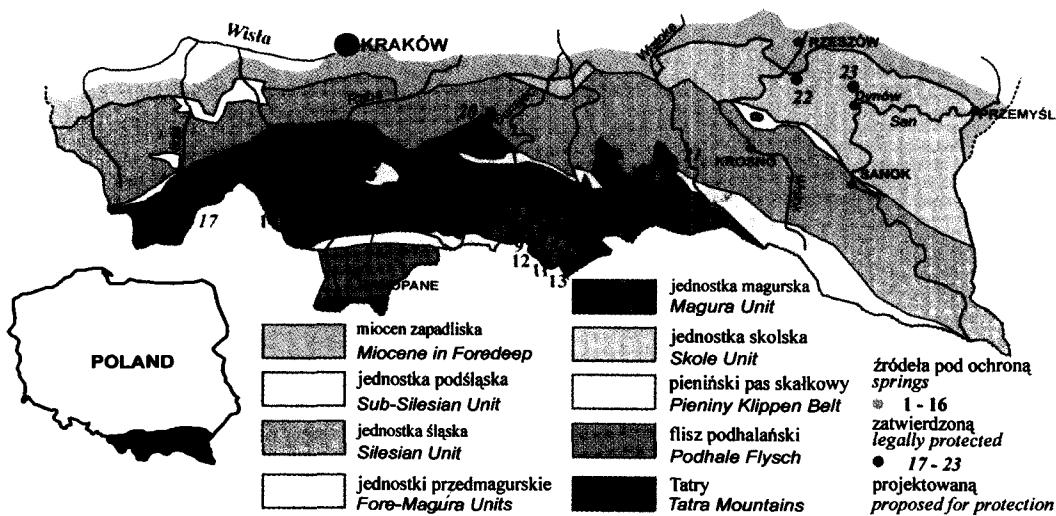 Wisła
KRAKÓW
RZESZÓW
23
22
Dynów
San
PRZEMYŚL
20
KROSNO
SANOK
17
12
13
POLAND
miocen zapadliska
Miocene in Foredeep
jednostka podśląska
Sub-Silesian Unit
jednostka śląska
Silesian Unit
jednostki przedmagurskie
Fore-Magura Units
jednostka magurska
Magura Unit
jednostka skolska
Skole Unit
pieniński pas skałkowy
Pieniny Klippen Belt
flisz podhalański
Podhale Flysch
Tatry
Tatra Mountains
źródeła pod ochroną
springs
1 - 16
zatwierdzoną
legally protected
17 - 23
projektowaną
proposed for protection